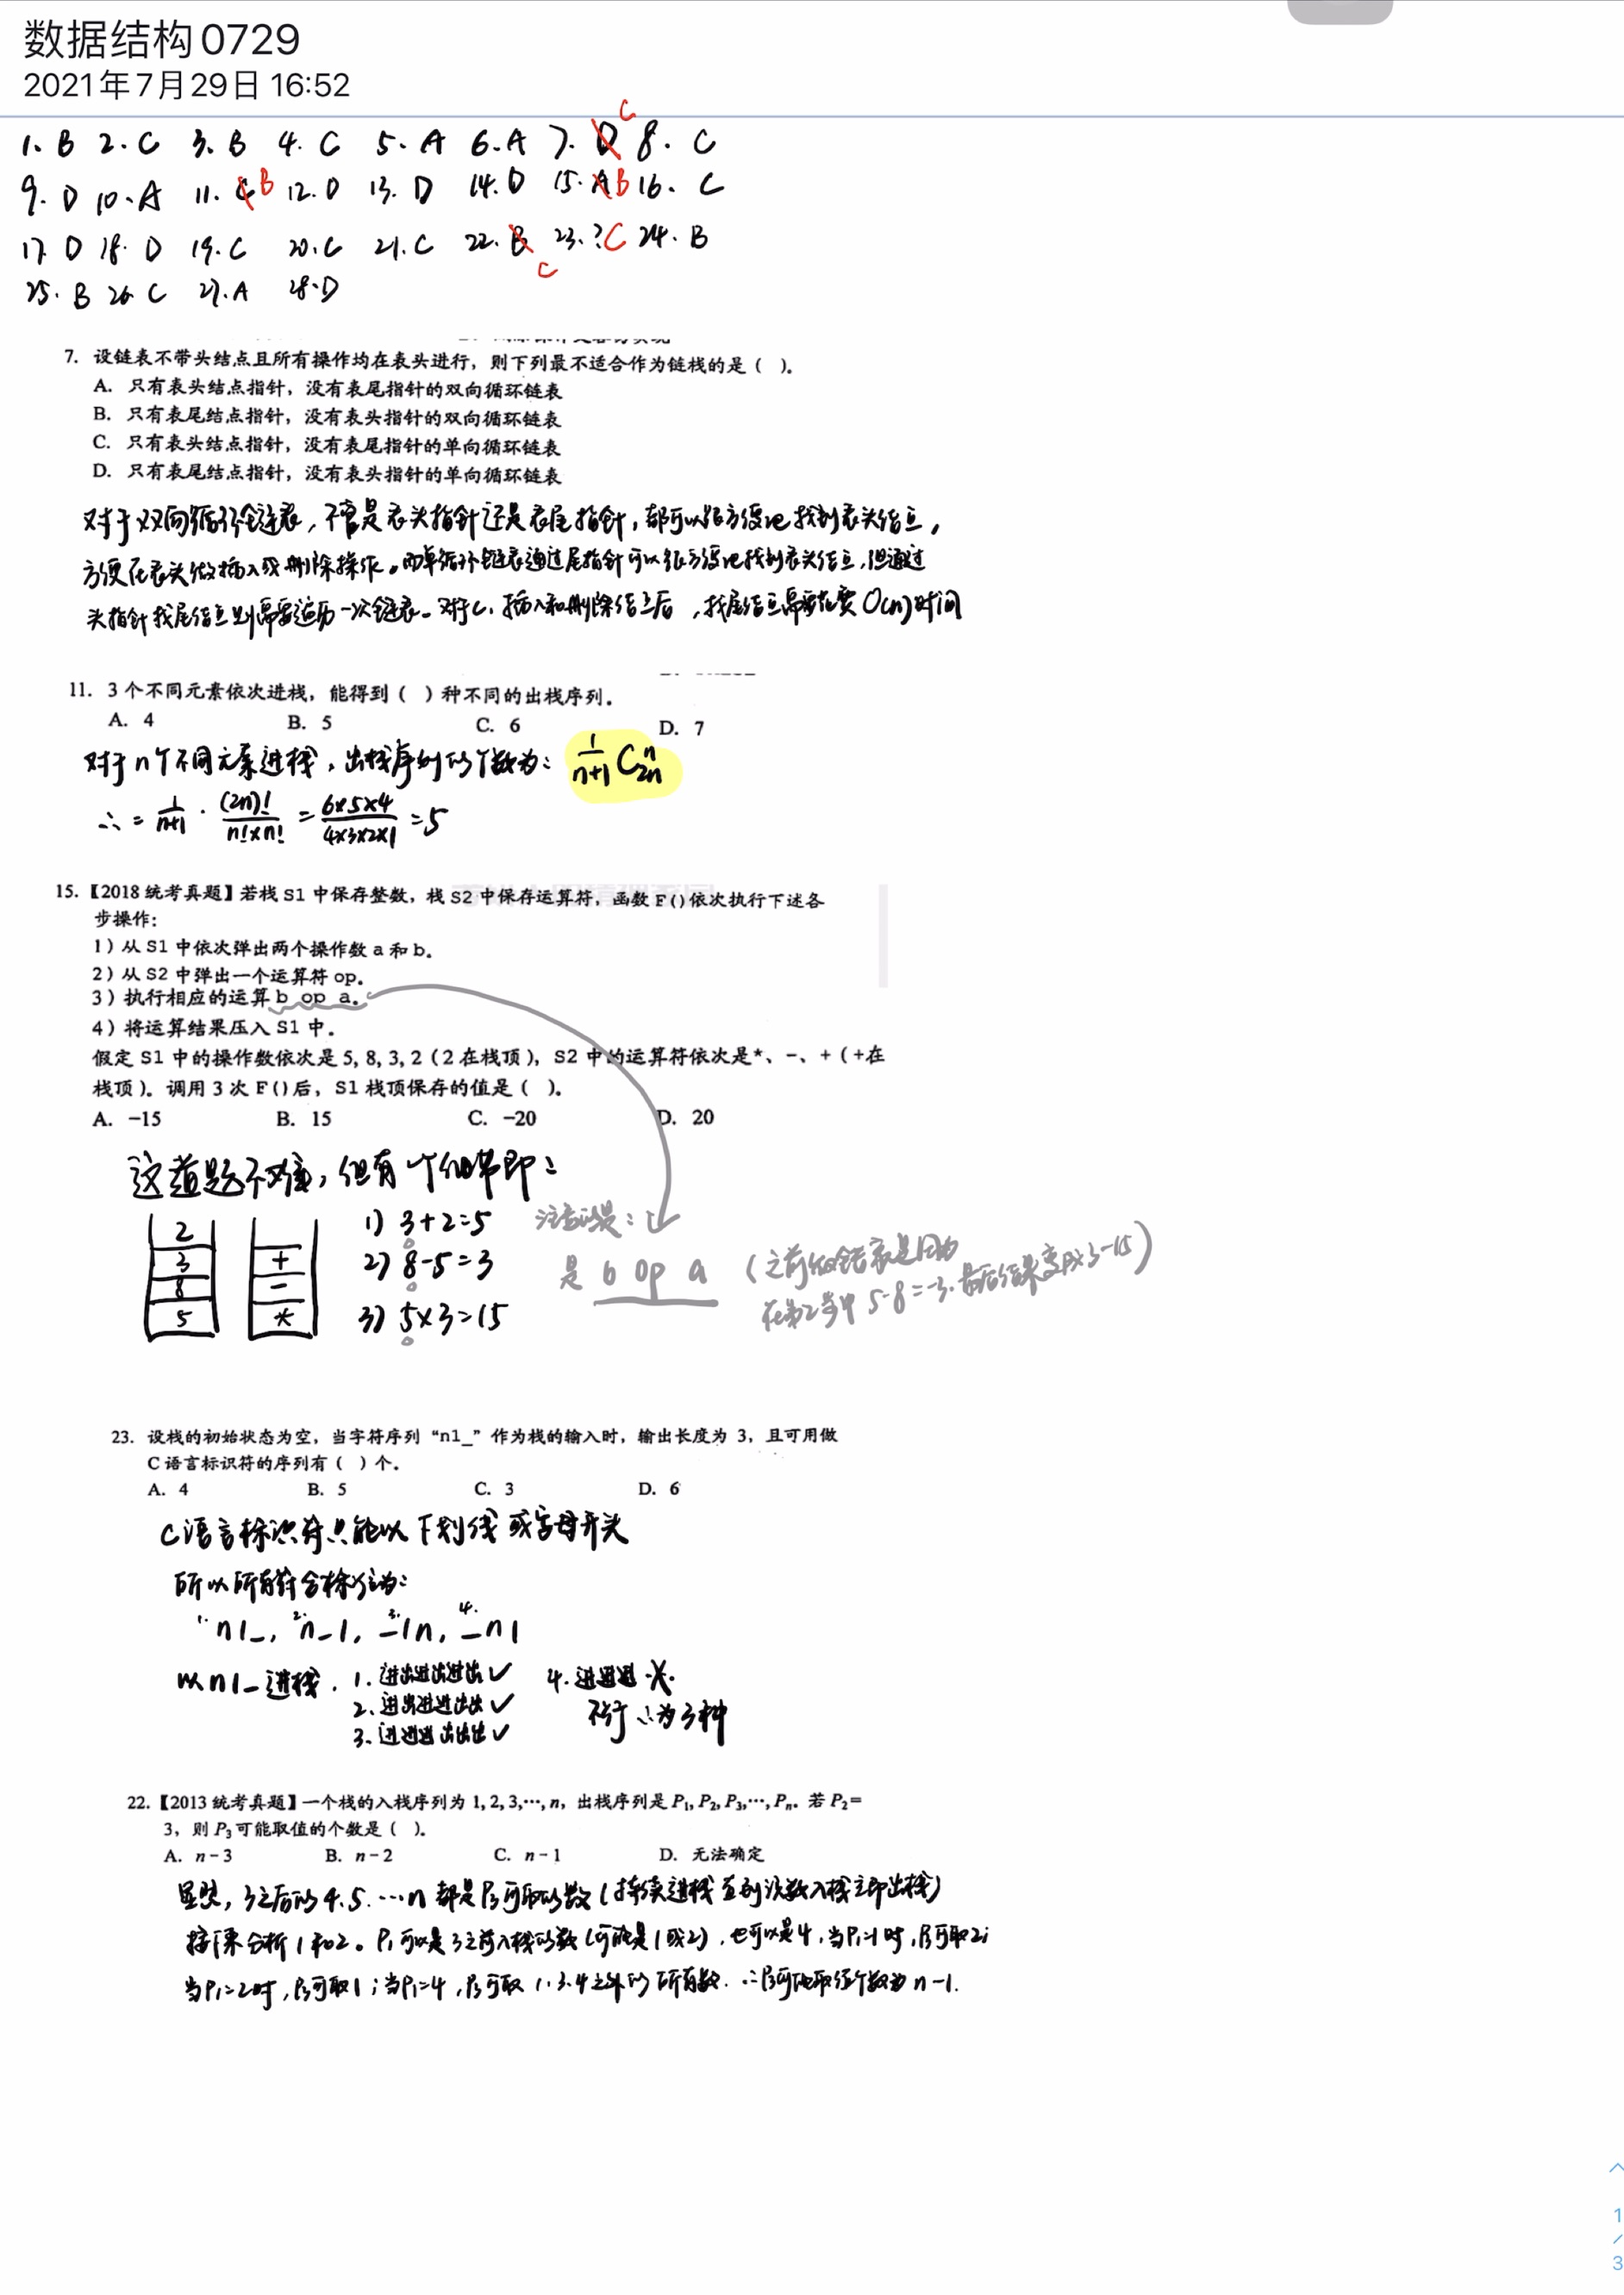 数据结构0729
2021年7月29日 16:52
1. B 2. C 3. B 4. C 5. A 6. A 7. D C 8. C
9. D 10. A 11. C B 12. D 13. D 14. D 15. A B 16. C
17. D 18. D 19. C 20. C 21. C 22. B C 23. ? C 24. B
25. B 26. C 27. A 28. D
7. 设链表不带头结点且所有操作均在表头进行，则下列最不适合作为链栈的是（ ）。
A. 只有表头结点指针，没有表尾指针的双向循环链表
B. 只有表尾结点指针，没有表头指针的双向循环链表
C. 只有表头结点指针，没有表尾指针的单向循环链表
D. 只有表尾结点指针，没有表头指针的单向循环链表
对于双向循环链表，不管是表头指针还是表尾指针，都可以很方便地找到表头结点，
方便在表头做插入或删除操作。而单循环链表通过尾指针可以很方便地找到表头结点，但通过
头指针找尾结点则需要遍历一次链表。对于C，插入和删除结点后，找尾结点需要花费O(n)时间
11. 3个不同元素依次进栈，能得到（ ）种不同的出栈序列。
A. 4 B. 5 C. 6 D. 7
对于n个不同元素进栈，出栈序列的个数为： 1/(n+1) C_{2n}^{n}
∴ = 1/(n+1) · (2n)!/(n!×n!) = (6×5×4)/(4×3×2×1) = 5
15.【2018统考真题】若栈S1中保存整数，栈S2中保存运算符，函数F()依次执行下述各
步操作：
1）从S1中依次弹出两个操作数a和b。
2）从S2中弹出一个运算符op。
3）执行相应的运算b op a。
4）将运算结果压入S1中。
假定S1中的操作数依次是5, 8, 3, 2（2在栈顶），S2中的运算符依次是*、-、+（+在
栈顶）。调用3次F()后，S1栈顶保存的值是（ ）。
A. -15 B. 15 C. -20 D. 20
这道题不难，但有个细节即：
2
3
8
5
+
-
*
1) 3+2=5
2) 8-5=3
3) 5×3=15
注意的是：
是 b op a
（之前做错就是因为
在第2步中 5-8=-3. 最后结果变成了-15）
23. 设栈的初始状态为空，当字符序列“n1_”作为栈的输入时，输出长度为3，且可用做
C语言标识符的序列有（ ）个。
A. 4 B. 5 C. 3 D. 6
C语言标识符只能以下划线或字母开头
所以所有符合标准为：
1. n1_, 2. n_1, 3. _1n, 4. _n1
以n1_进栈. 1. 进出进出进出 ✓
2. 进出进进出出 ✓
3. 进进进出出出 ✓
4. 进进进 ×.
不行 ∴为3种
22.【2013统考真题】一个栈的入栈序列为1, 2, 3,⋯, n，出栈序列是P₁, P₂, P₃,⋯, Pₙ. 若P₂=
3，则P₃可能取值的个数是（ ）。
A. n-3 B. n-2 C. n-1 D. 无法确定
显然，3之后的4.5.⋯n 都是P₃可取的数（持续进栈直到该数入栈立即出栈）
接下来分析1和2。P₁可以是3之前入栈的数（可能是1或2），也可以是4，当P₁=1时，P₃可取2；
当P₁=2时，P₃可取1；当P₁=4，P₃可取1.3.4之外的所有数. ∴P₃可能取值个数为n-1.
1
/
3